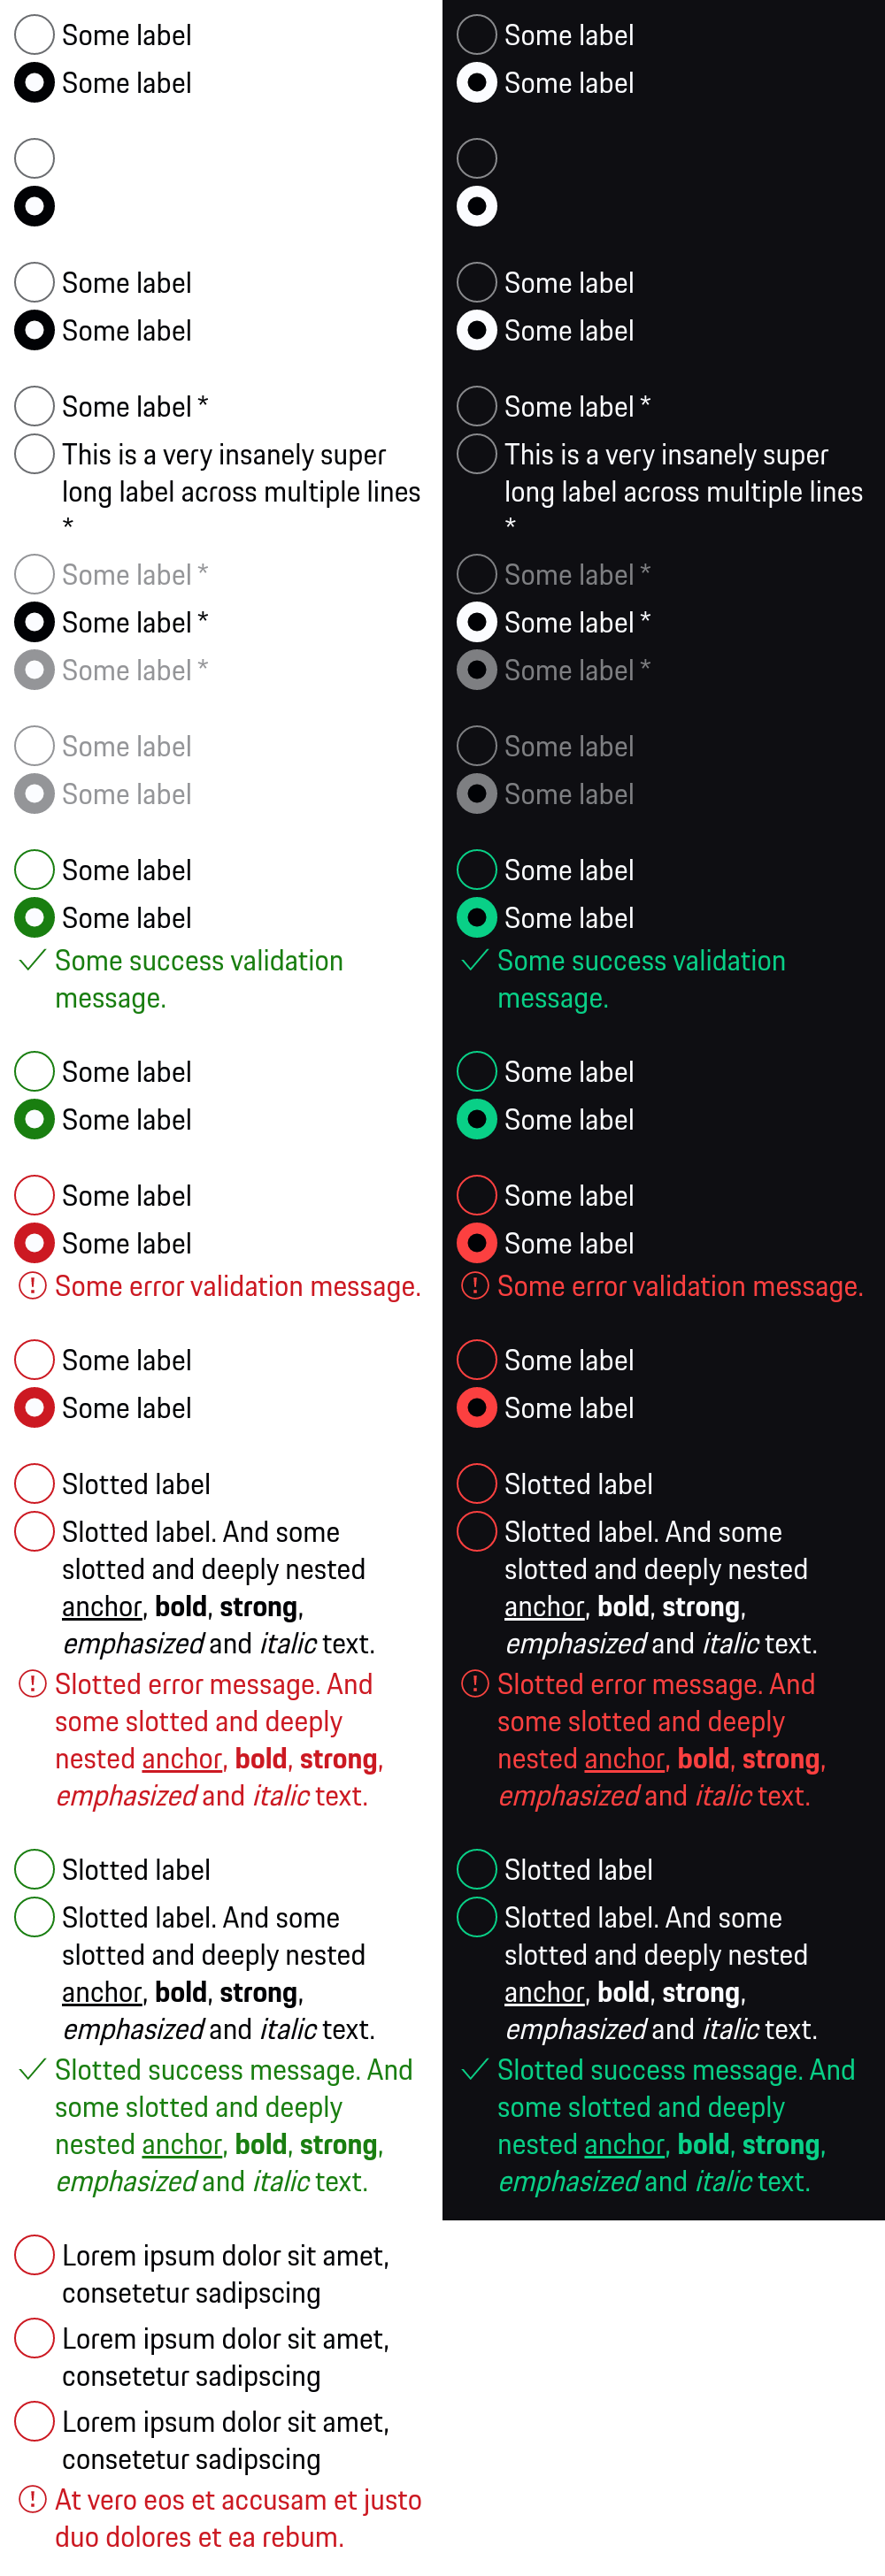 Some label
Some label
Some label
Some label
Some label *
This is a very insanely super
long label across multiple lines
*
Some label *
Some label *
Some label *
Some label
Some label
Some label
Some label
Some success validation
message.
Some label
Some label
Some label
Some label
Some error validation message.
Some label
Some label
Slotted label
Slotted label. And some
slotted and deeply nested
anchor, bold, strong,
emphasized and italic text.
Slotted error message. And
some slotted and deeply
nested anchor, bold, strong,
emphasized and italic text.
Slotted label
Slotted label. And some
slotted and deeply nested
anchor, bold, strong,
emphasized and italic text.
Slotted success message. And
some slotted and deeply
nested anchor, bold, strong,
emphasized and italic text.
Lorem ipsum dolor sit amet,
consetetur sadipscing
Lorem ipsum dolor sit amet,
consetetur sadipscing
Lorem ipsum dolor sit amet,
consetetur sadipscing
At vero eos et accusam et justo
duo dolores et ea rebum.
Some label
Some label
Some label
Some label
Some label *
This is a very insanely super
long label across multiple lines
*
Some label *
Some label *
Some label *
Some label
Some label
Some label
Some label
Some success validation
message.
Some label
Some label
Some label
Some label
Some error validation message.
Some label
Some label
Slotted label
Slotted label. And some
slotted and deeply nested
anchor, bold, strong,
emphasized and italic text.
Slotted error message. And
some slotted and deeply
nested anchor, bold, strong,
emphasized and italic text.
Slotted label
Slotted label. And some
slotted and deeply nested
anchor, bold, strong,
emphasized and italic text.
Slotted success message. And
some slotted and deeply
nested anchor, bold, strong,
emphasized and italic text.